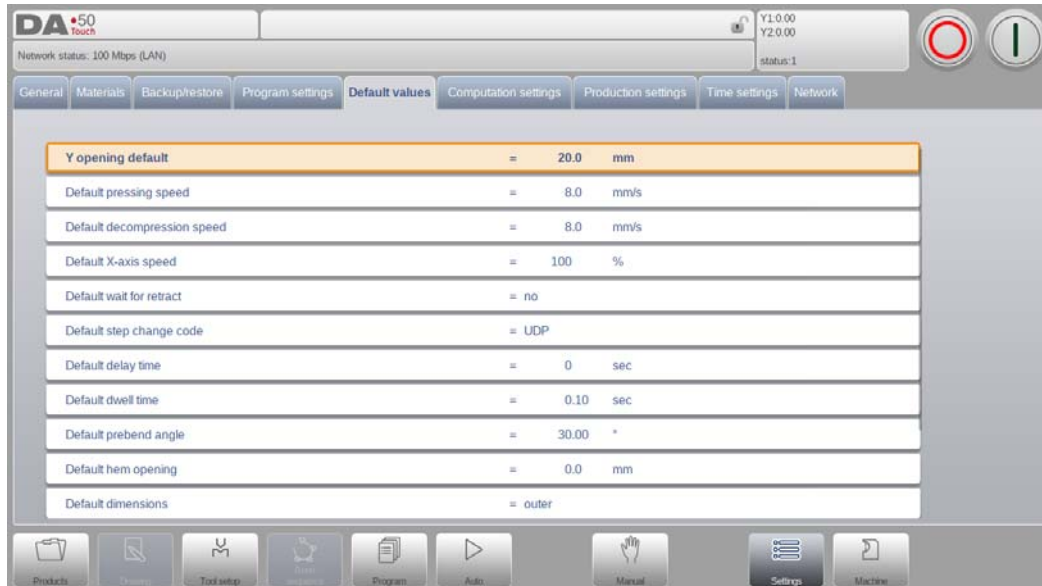 DA 50
Touch
Y1:0.00
Y2:0.00
Network status: 100 Mbps (LAN)
status:1
General Materials Backup/restore Program settings Default values Computation settings Production settings Time settings Network
Y opening default = 20.0 mm
Default pressing speed = 8.0 mm/s
Default decompression speed = 8.0 mm/s
Default X-axis speed = 100 %
Default wait for retract = no
Default step change code = UDP
Default delay time = 0 sec
Default dwell time = 0.10 sec
Default prebend angle = 30.00 °
Default hem opening = 0.0 mm
Default dimensions = outer
Products Drawing Tool setup Bend sequence Program Auto Manual Settings Machine